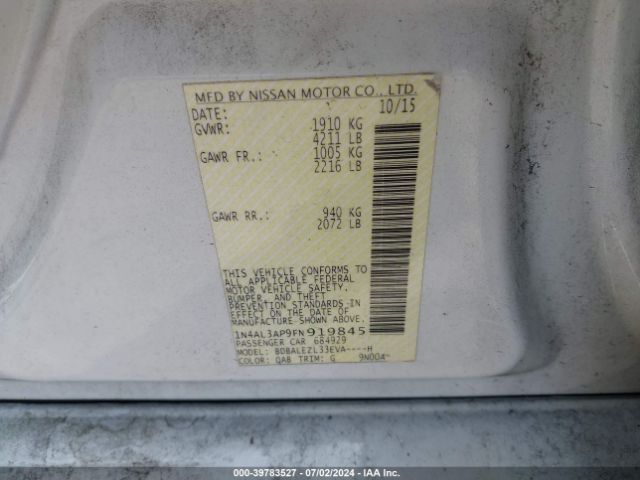 MFD BY NISSAN MOTOR CO., LTD.
DATE: 10/15
GVWR: 1910 KG
4211 LB
GAWR FR.: 1005 KG
2216 LB
GAWR RR.: 940 KG
2072 LB
THIS VEHICLE CONFORMS TO
ALL APPLICABLE FEDERAL
MOTOR VEHICLE SAFETY,
BUMPER, AND THEFT
PREVENTION STANDARDS IN
EFFECT ON THE DATE OF
MANUFACTURE SHOWN ABOVE.
1N4AL3AP9FN919845
PASSENGER CAR 684929
MODEL: BDBALEZL33EVA----H
COLOR: QAB TRIM: G 9N00A-
000-39783527 - 07/02/2024 - IAA Inc.